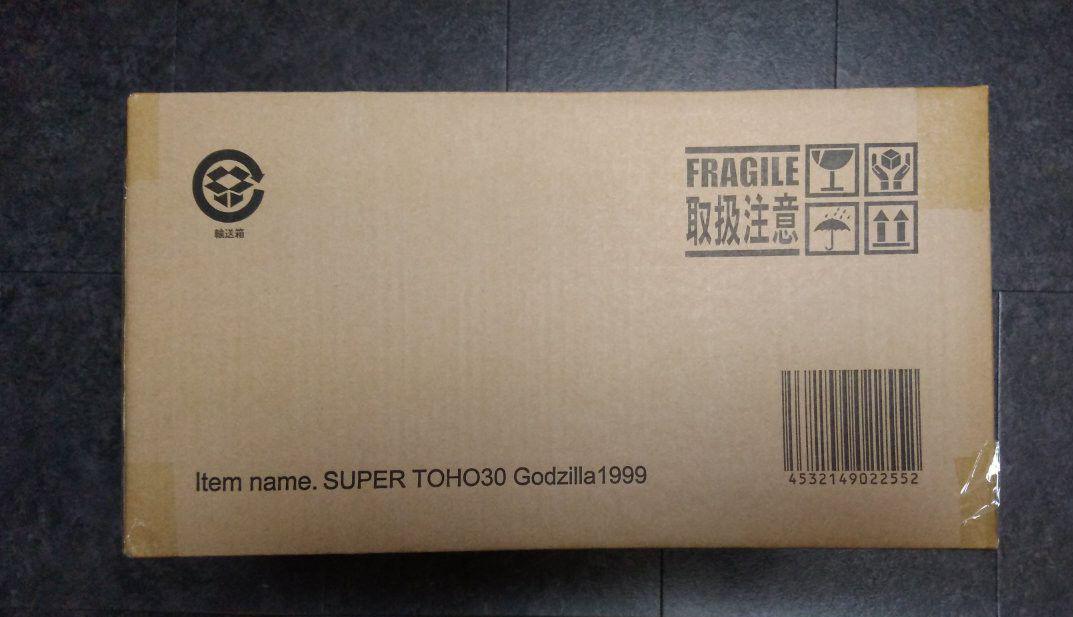 輸送箱
FRAGILE
取扱注意
Item name. SUPER TOHO30 Godzilla1999
4532149022552